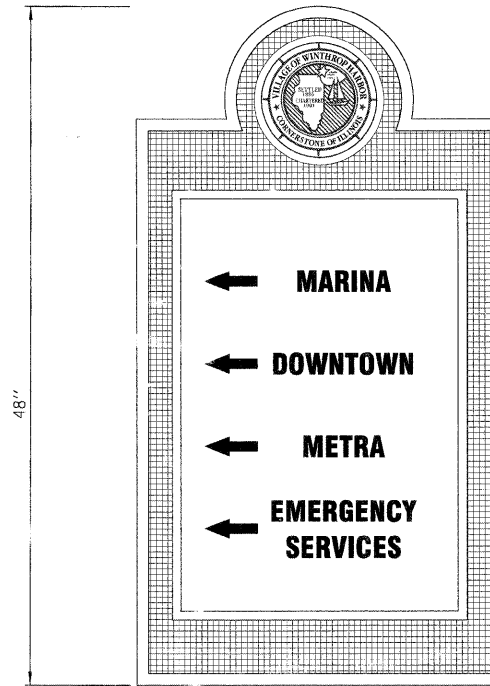 VILLAGE OF WINTHROP HARBOR
SETTLED
CHARTERED
CORNERSTONE OF ILLINOIS
MARINA
DOWNTOWN
METRA
EMERGENCY
SERVICES
48"